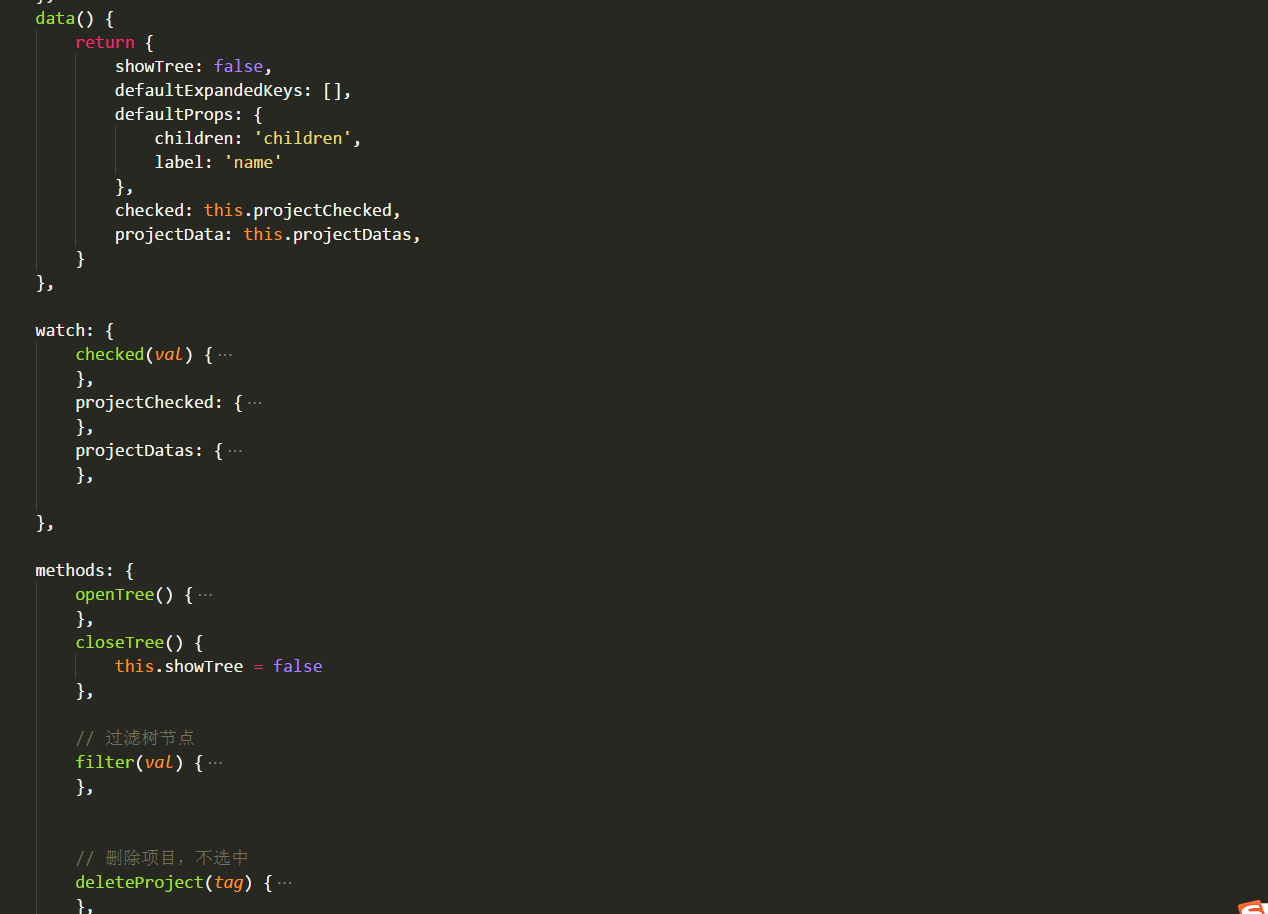 },
data() {
    return {
        showTree: false,
        defaultExpandedKeys: [],
        defaultProps: {
            children: 'children',
            label: 'name'
        },
        checked: this.projectChecked,
        projectData: this.projectDatas,
    }
},
watch: {
    checked(val) {···
    },
    projectChecked: {···
    },
    projectDatas: {···
    },
},
methods: {
    openTree() {···
    },
    closeTree() {
        this.showTree = false
    },
    // 过滤树节点
    filter(val) {···
    },
    // 删除项目，不选中
    deleteProject(tag) {···
    },